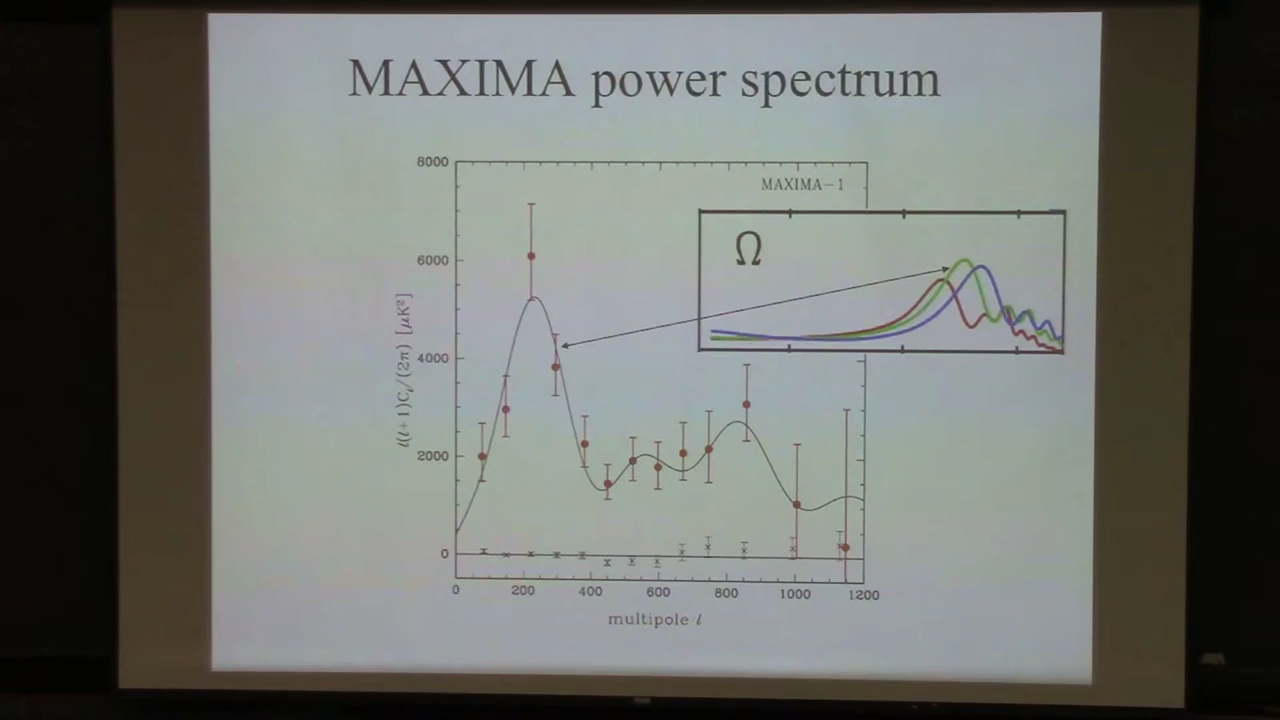 MAXIMA power spectrum
8000
MAXIMA-1
Ω
6000
4000
2000
0
ℓ(ℓ+1)Cℓ/(2π) [μK²]
0 200 400 600 800 1000 1200
multipole ℓ